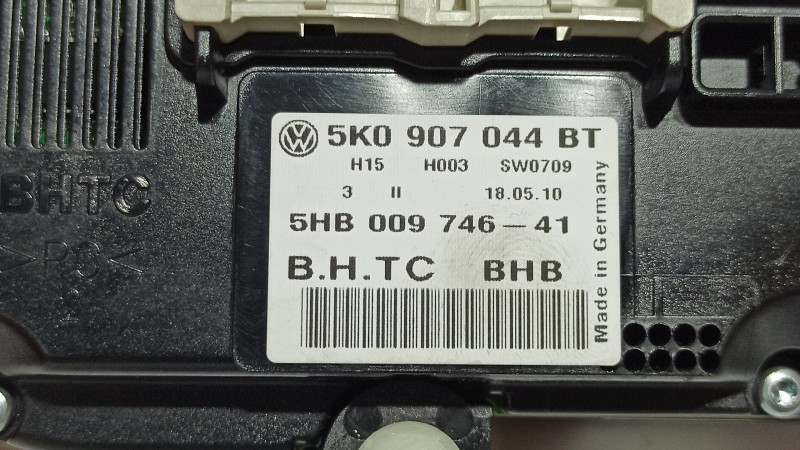 5K0 907 044 BT
H15 H003 SW0709
3 II 18.05.10
5HB 009 746-41
B.H.TC BHB
Made in Germany
BHTC
>PC<